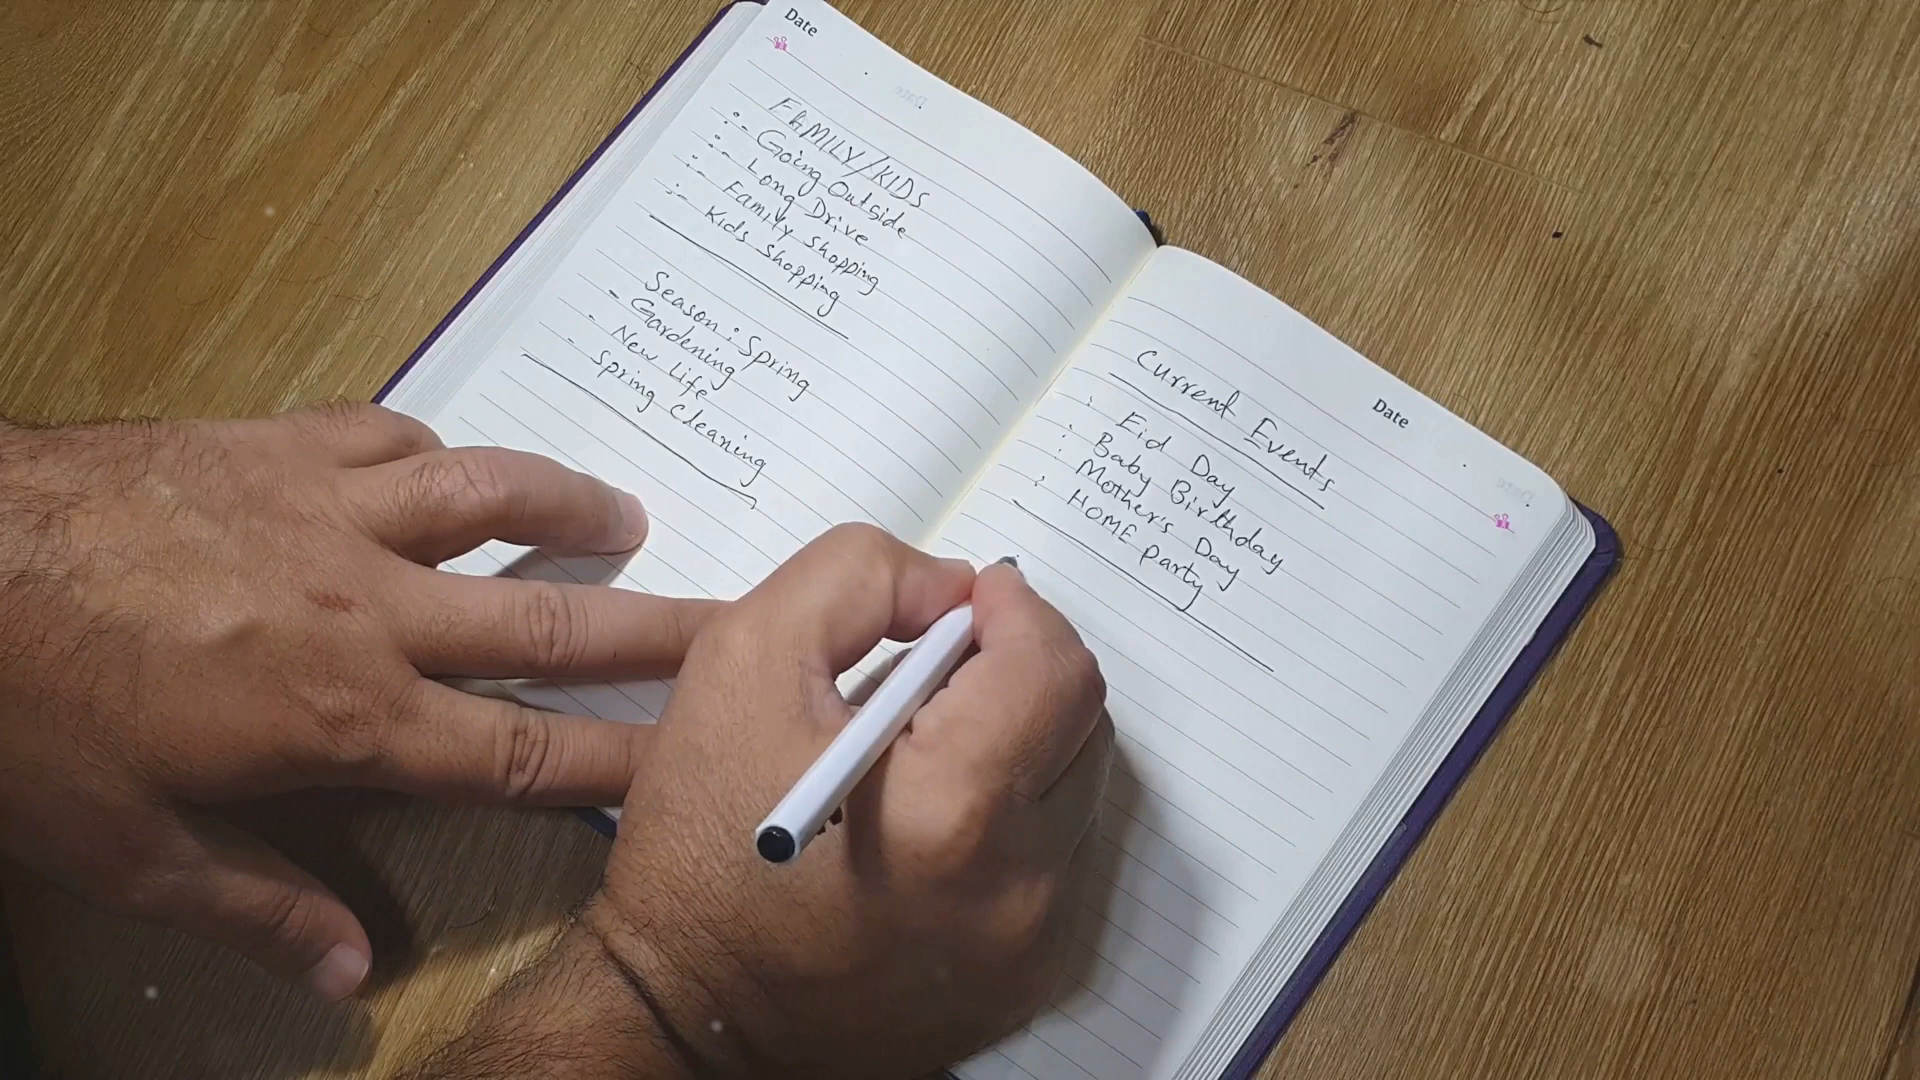 Date
FAMILY/KIDS
:- Going Outside
:- Long Drive
:- Family Shopping
:- Kids shopping
Season : Spring
- Gardening
- New Life
- Spring Cleaning
Date
Current Events
: Eid Day
: Baby Birthday
: Mother's Day
: HOME party